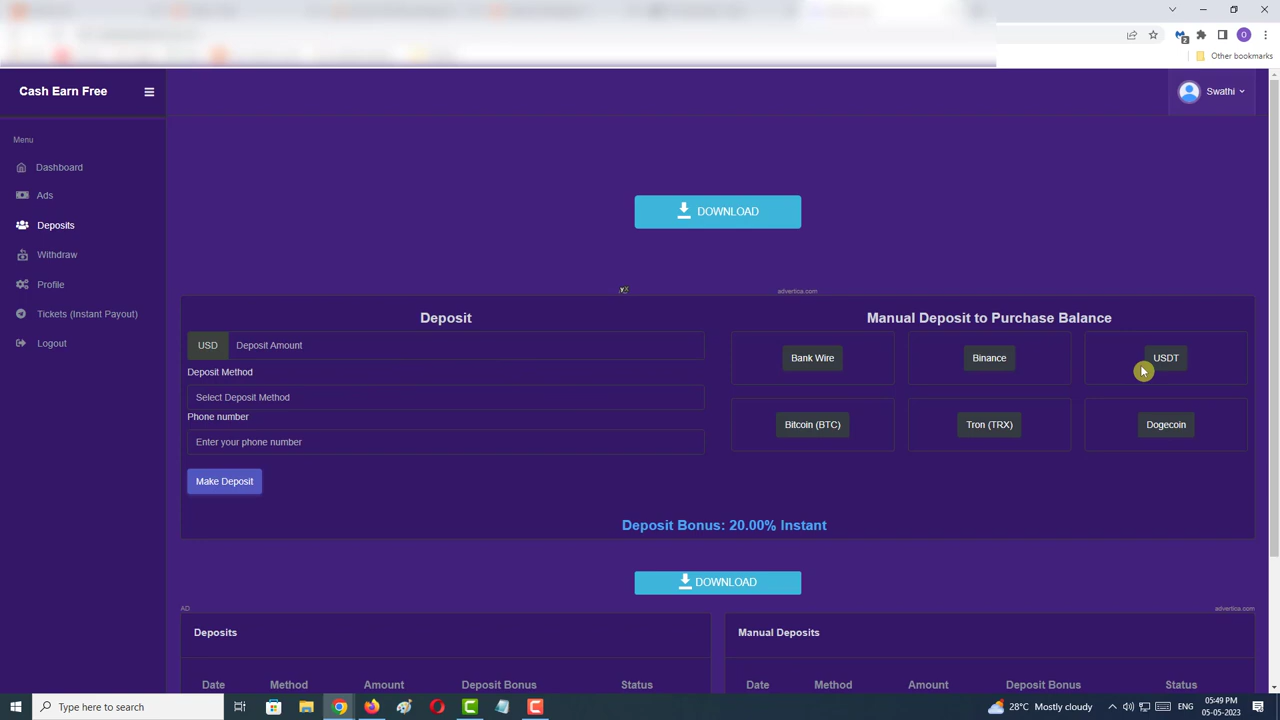 Other bookmarks
Cash Earn Free
Swathi
Menu
Dashboard
Ads
Deposits
Withdraw
Profile
Tickets (Instant Payout)
Logout
DOWNLOAD
advertica.com
Deposit
USD Deposit Amount
Deposit Method
Select Deposit Method
Phone number
Enter your phone number
Make Deposit
Manual Deposit to Purchase Balance
Bank Wire Binance USDT
Bitcoin (BTC) Tron (TRX) Dogecoin
Deposit Bonus: 20.00% Instant
DOWNLOAD
AD advertica.com
Deposits
Date Method Amount Deposit Bonus Status
Manual Deposits
Date Method Amount Deposit Bonus Status
Type here to search
28°C Mostly cloudy
ENG
05:49 PM
05-05-2023